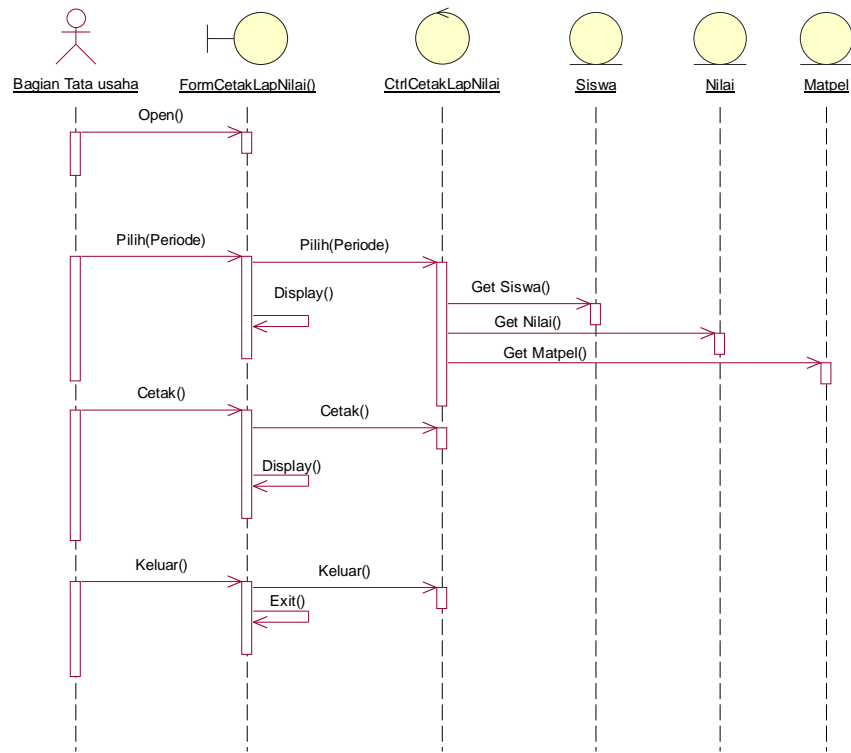 Bagian Tata usaha
FormCetakLapNilai()
CtrlCetakLapNilai
Siswa
Nilai
Matpel
Open()
Pilih(Periode)
Pilih(Periode)
Display()
Get Siswa()
Get Nilai()
Get Matpel()
Cetak()
Cetak()
Display()
Keluar()
Keluar()
Exit()